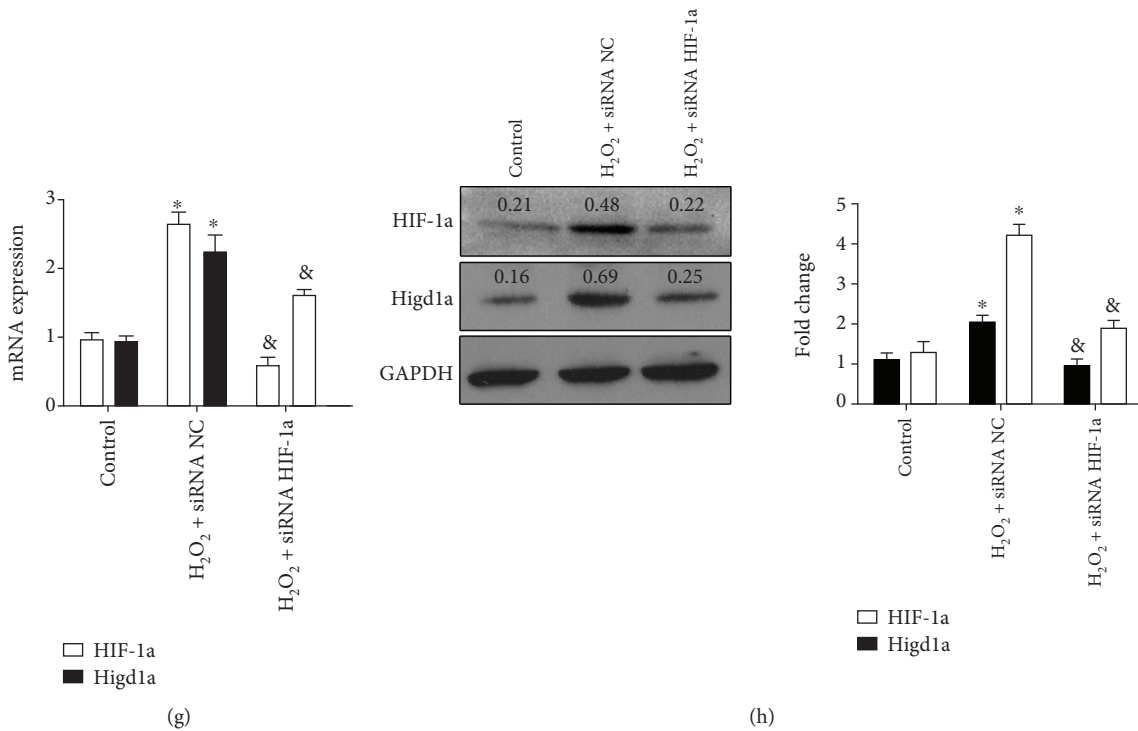 mRNA expression
3
2
1
0
*
*
&
&
Control
H₂O₂ + siRNA NC
H₂O₂ + siRNA HIF-1a
HIF-1a
Higd1a
(g)
Control
H₂O₂ + siRNA NC
H₂O₂ + siRNA HIF-1a
HIF-1a
0.21 0.48 0.22
Higd1a
0.16 0.69 0.25
GAPDH
Fold change
5
4
3
2
1
0
*
*
&
&
Control
H₂O₂ + siRNA NC
H₂O₂ + siRNA HIF-1a
HIF-1a
Higd1a
(h)